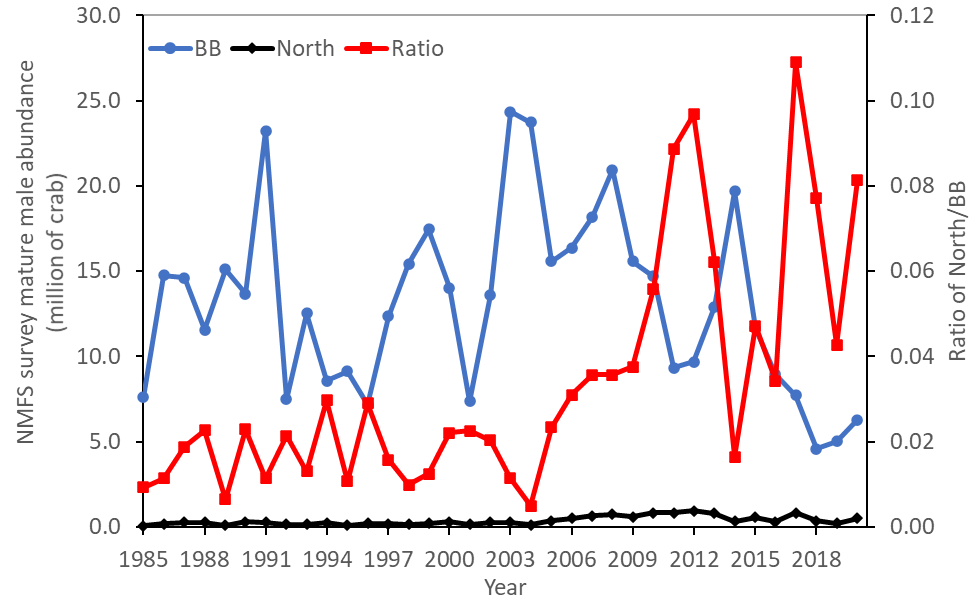 BB North Ratio
NMFS survey mature male abundance
(million of crab)
30.0
25.0
20.0
15.0
10.0
5.0
0.0
0.12
0.10
0.08
0.06
0.04
0.02
0.00
Ratio of North/BB
1985 1988 1991 1994 1997 2000 2003 2006 2009 2012 2015 2018
Year